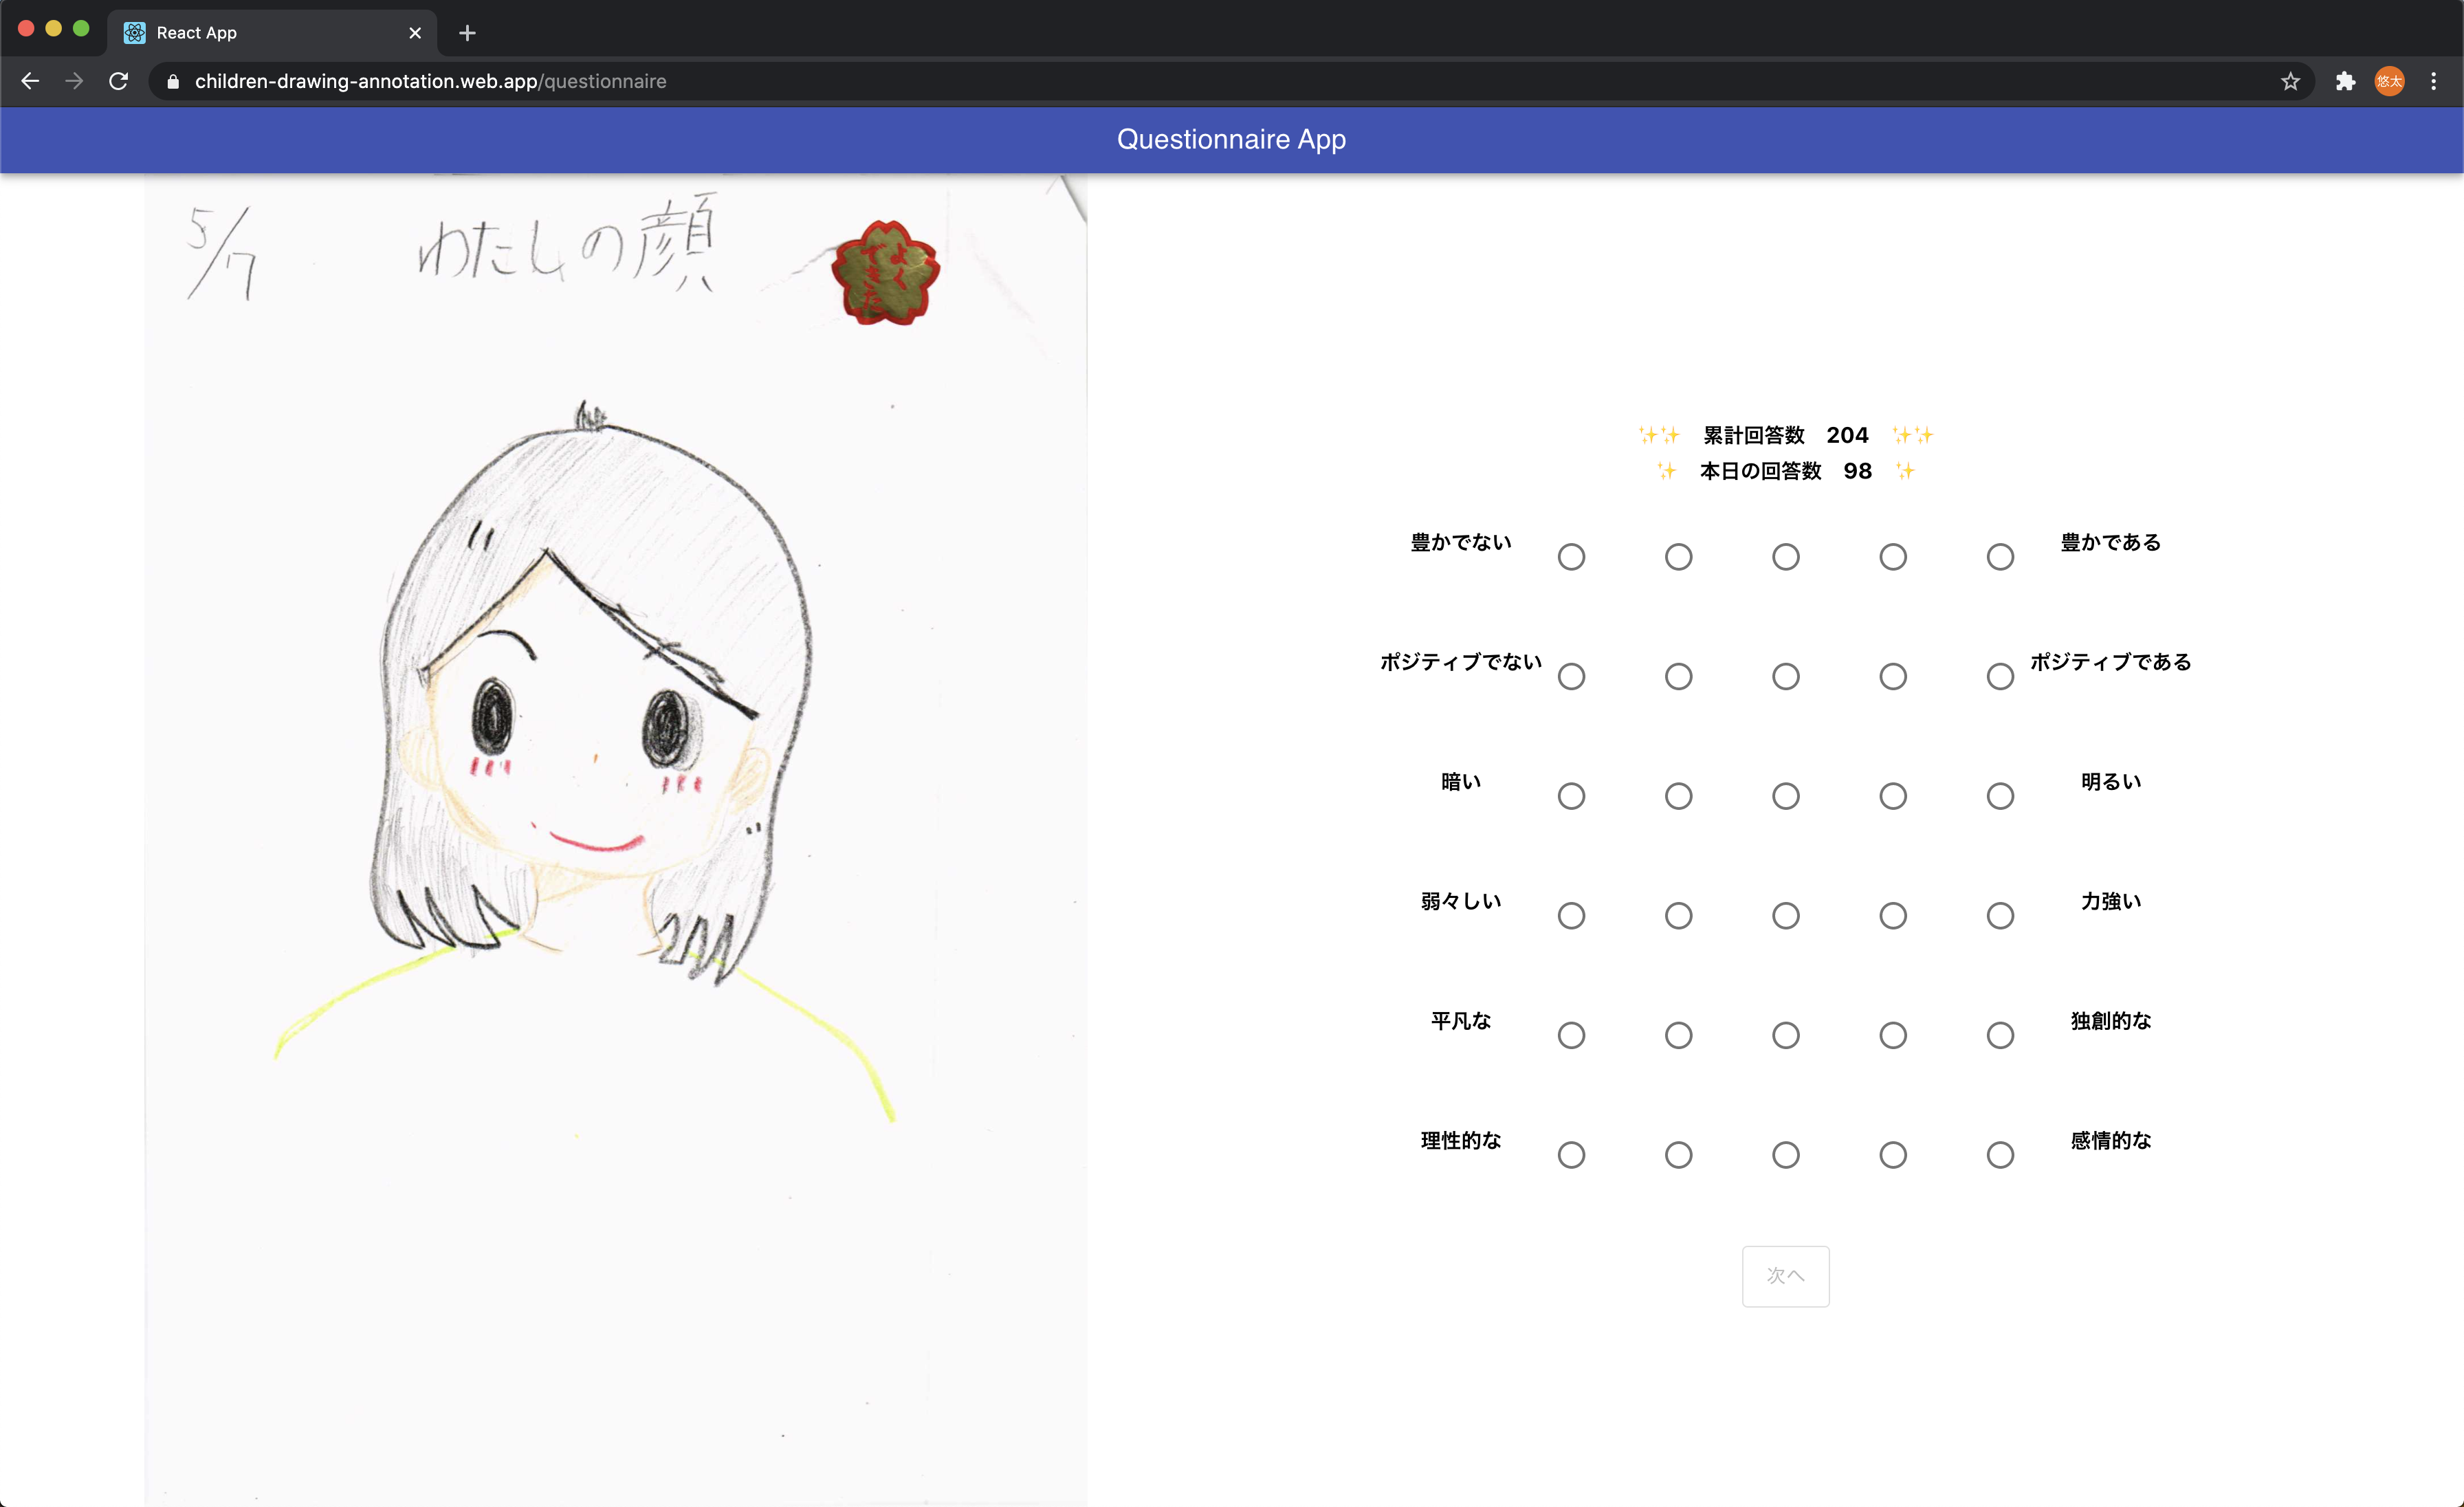 React App
children-drawing-annotation.web.app/questionnaire
悠太
Questionnaire App
5/7
わたしの顔
よく
できた
✨✨ 累計回答数 204 ✨✨
✨ 本日の回答数 98 ✨
豊かでない 豊かである
ポジティブでない ポジティブである
暗い 明るい
弱々しい 力強い
平凡な 独創的な
理性的な 感情的な
次へ